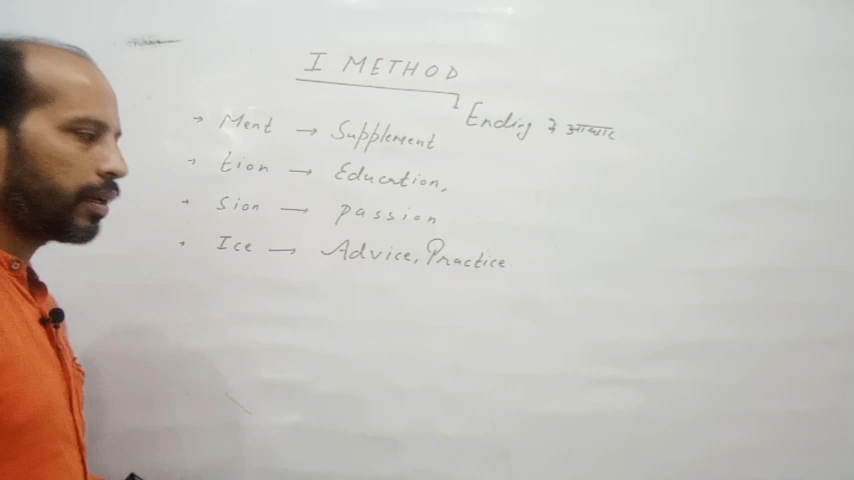 I METHOD
Ending के आधार
→ Ment → Supplement
→ tion → Education,
• Sion — passion
• Ice → Advice, Practice